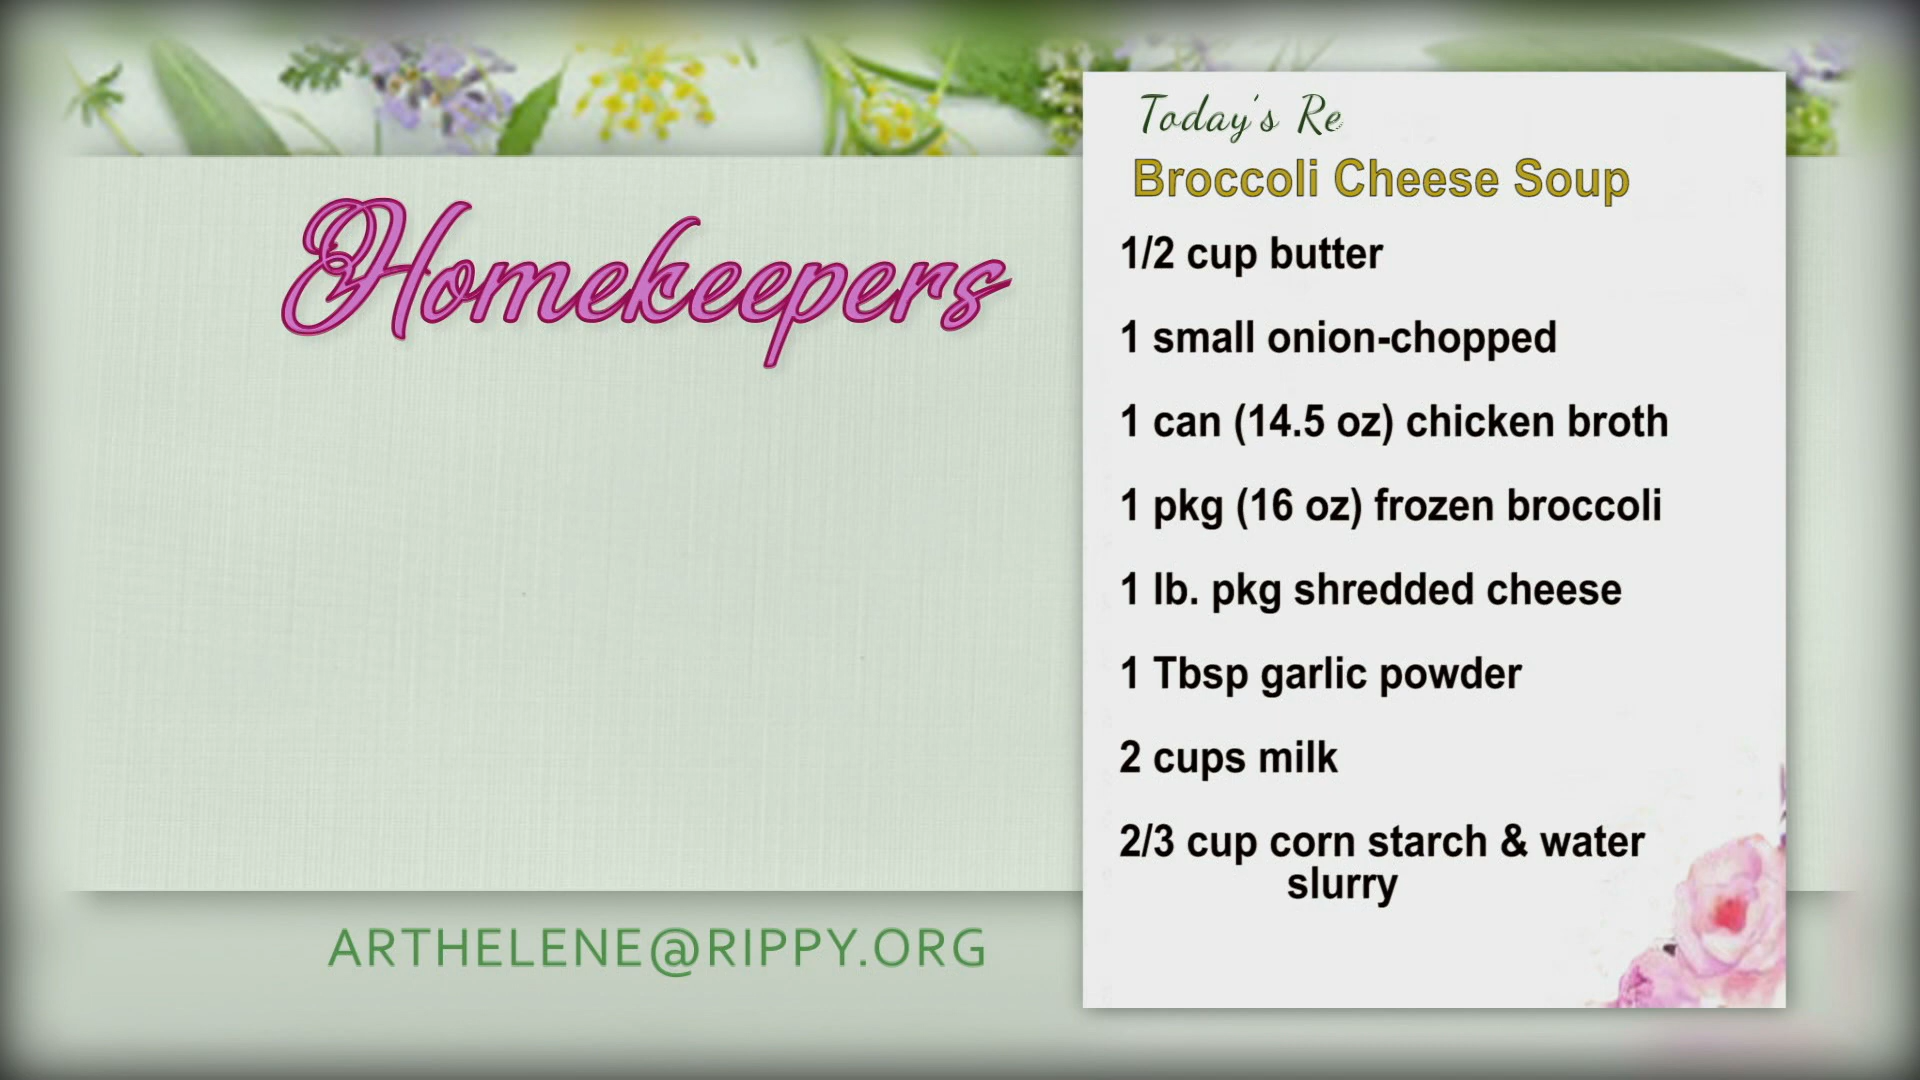 Homekeepers
ARTHELENE@RIPPY.ORG
Today's Re
Broccoli Cheese Soup
1/2 cup butter
1 small onion-chopped
1 can (14.5 oz) chicken broth
1 pkg (16 oz) frozen broccoli
1 lb. pkg shredded cheese
1 Tbsp garlic powder
2 cups milk
2/3 cup corn starch & water
slurry